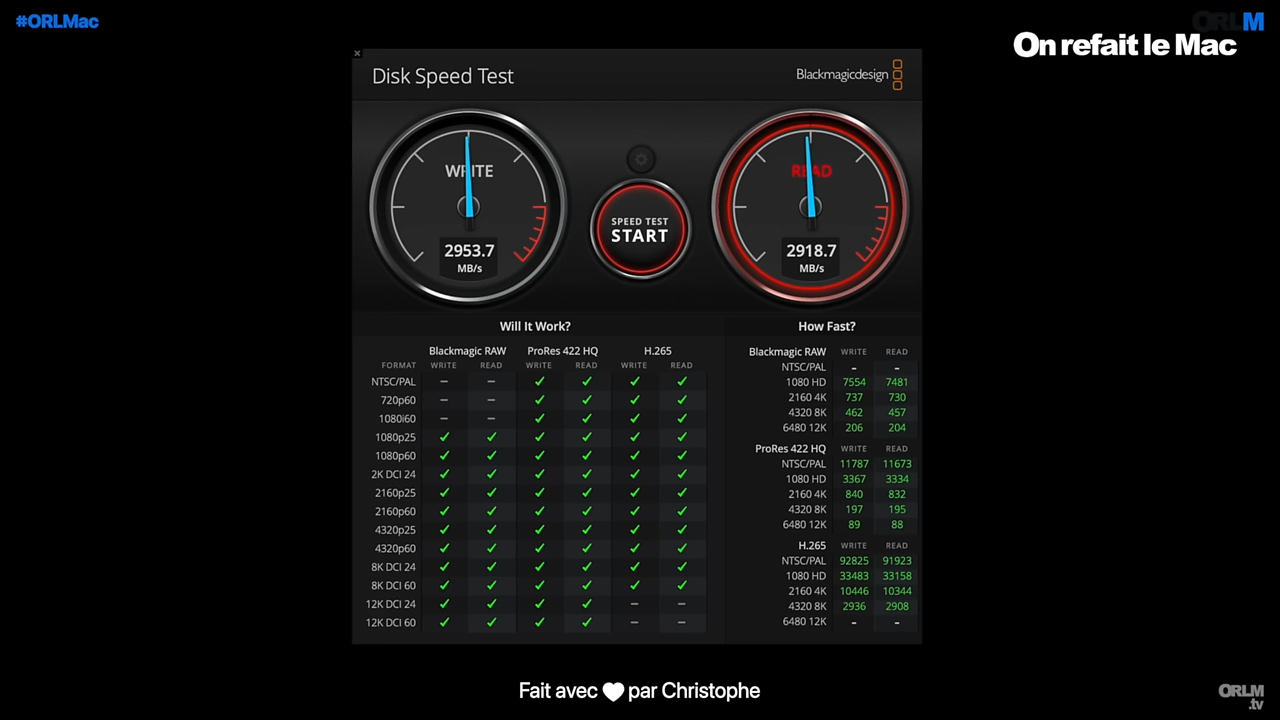 #ORLMac
ORLM
On refait le Mac
Disk Speed Test
Blackmagicdesign
WRITE
2953.7
MB/s
SPEED TEST
START
READ
2918.7
MB/s
Will It Work?
Blackmagic RAW ProRes 422 HQ H.265
FORMAT WRITE READ WRITE READ WRITE READ
NTSC/PAL – – ✓ ✓ ✓ ✓
720p60 – – ✓ ✓ ✓ ✓
1080i60 – – ✓ ✓ ✓ ✓
1080p25 ✓ ✓ ✓ ✓ ✓ ✓
1080p60 ✓ ✓ ✓ ✓ ✓ ✓
2K DCI 24 ✓ ✓ ✓ ✓ ✓ ✓
2160p25 ✓ ✓ ✓ ✓ ✓ ✓
2160p60 ✓ ✓ ✓ ✓ ✓ ✓
4320p25 ✓ ✓ ✓ ✓ ✓ ✓
4320p60 ✓ ✓ ✓ ✓ ✓ ✓
8K DCI 24 ✓ ✓ ✓ ✓ ✓ ✓
8K DCI 60 ✓ ✓ ✓ ✓ ✓ ✓
12K DCI 24 ✓ ✓ ✓ ✓ – –
12K DCI 60 ✓ ✓ ✓ ✓ – –
How Fast?
Blackmagic RAW WRITE READ
NTSC/PAL - -
1080 HD 7554 7481
2160 4K 737 730
4320 8K 462 457
6480 12K 206 204
ProRes 422 HQ WRITE READ
NTSC/PAL 11787 11673
1080 HD 3367 3334
2160 4K 840 832
4320 8K 197 195
6480 12K 89 88
H.265 WRITE READ
NTSC/PAL 92825 91923
1080 HD 33483 33158
2160 4K 10446 10344
4320 8K 2936 2908
6480 12K - -
Fait avec ♥ par Christophe
ORLM
.tv